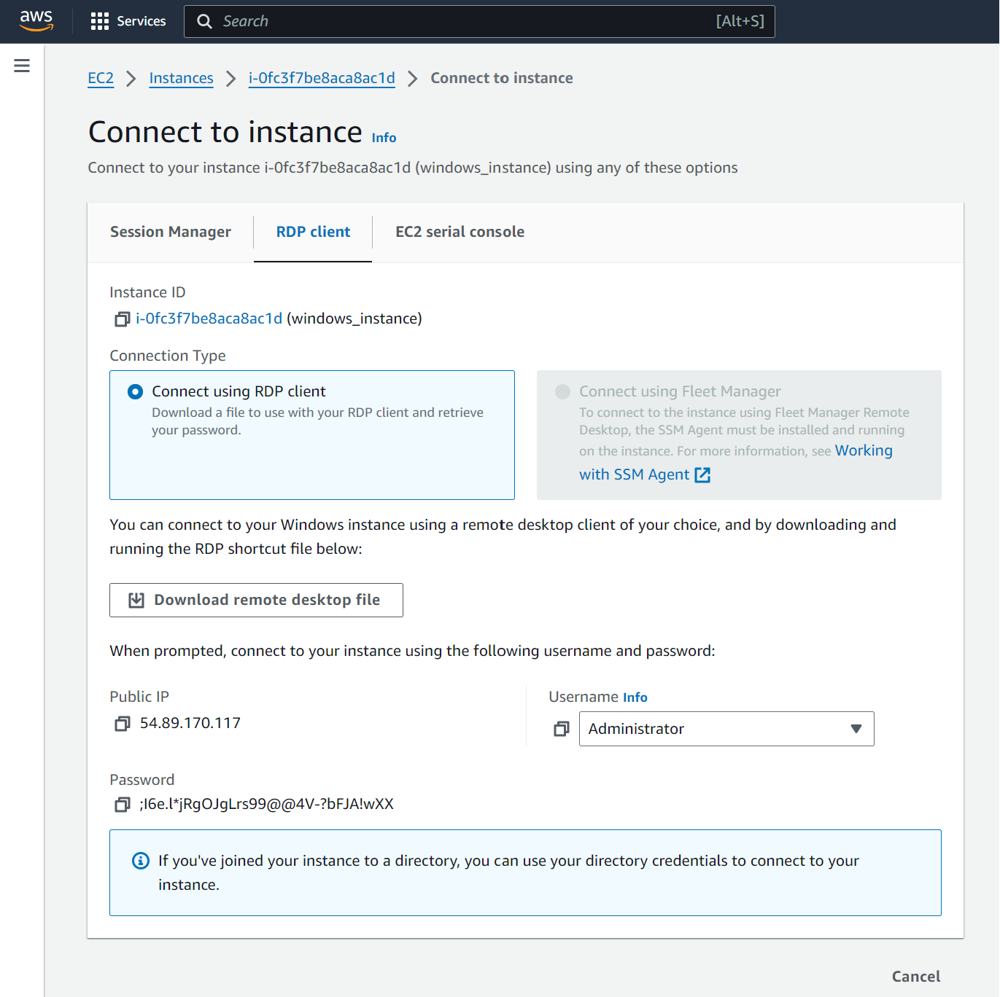 aws Services Search [Alt+S]
EC2 Instances i-0fc3f7be8aca8ac1d Connect to instance
Connect to instance Info
Connect to your instance i-0fc3f7be8aca8ac1d (windows_instance) using any of these options
Session Manager RDP client EC2 serial console
Instance ID
i-0fc3f7be8aca8ac1d (windows_instance)
Connection Type
Connect using RDP client
Download a file to use with your RDP client and retrieve
your password.
Connect using Fleet Manager
To connect to the instance using Fleet Manager Remote
Desktop, the SSM Agent must be installed and running
on the instance. For more information, see Working
with SSM Agent
You can connect to your Windows instance using a remote desktop client of your choice, and by downloading and
running the RDP shortcut file below:
Download remote desktop file
When prompted, connect to your instance using the following username and password:
Public IP
54.89.170.117
Username Info
Administrator
Password
;I6e.l*jRgOJgLrs99@@4V-?bFJA!wXX
If you've joined your instance to a directory, you can use your directory credentials to connect to your
instance.
Cancel